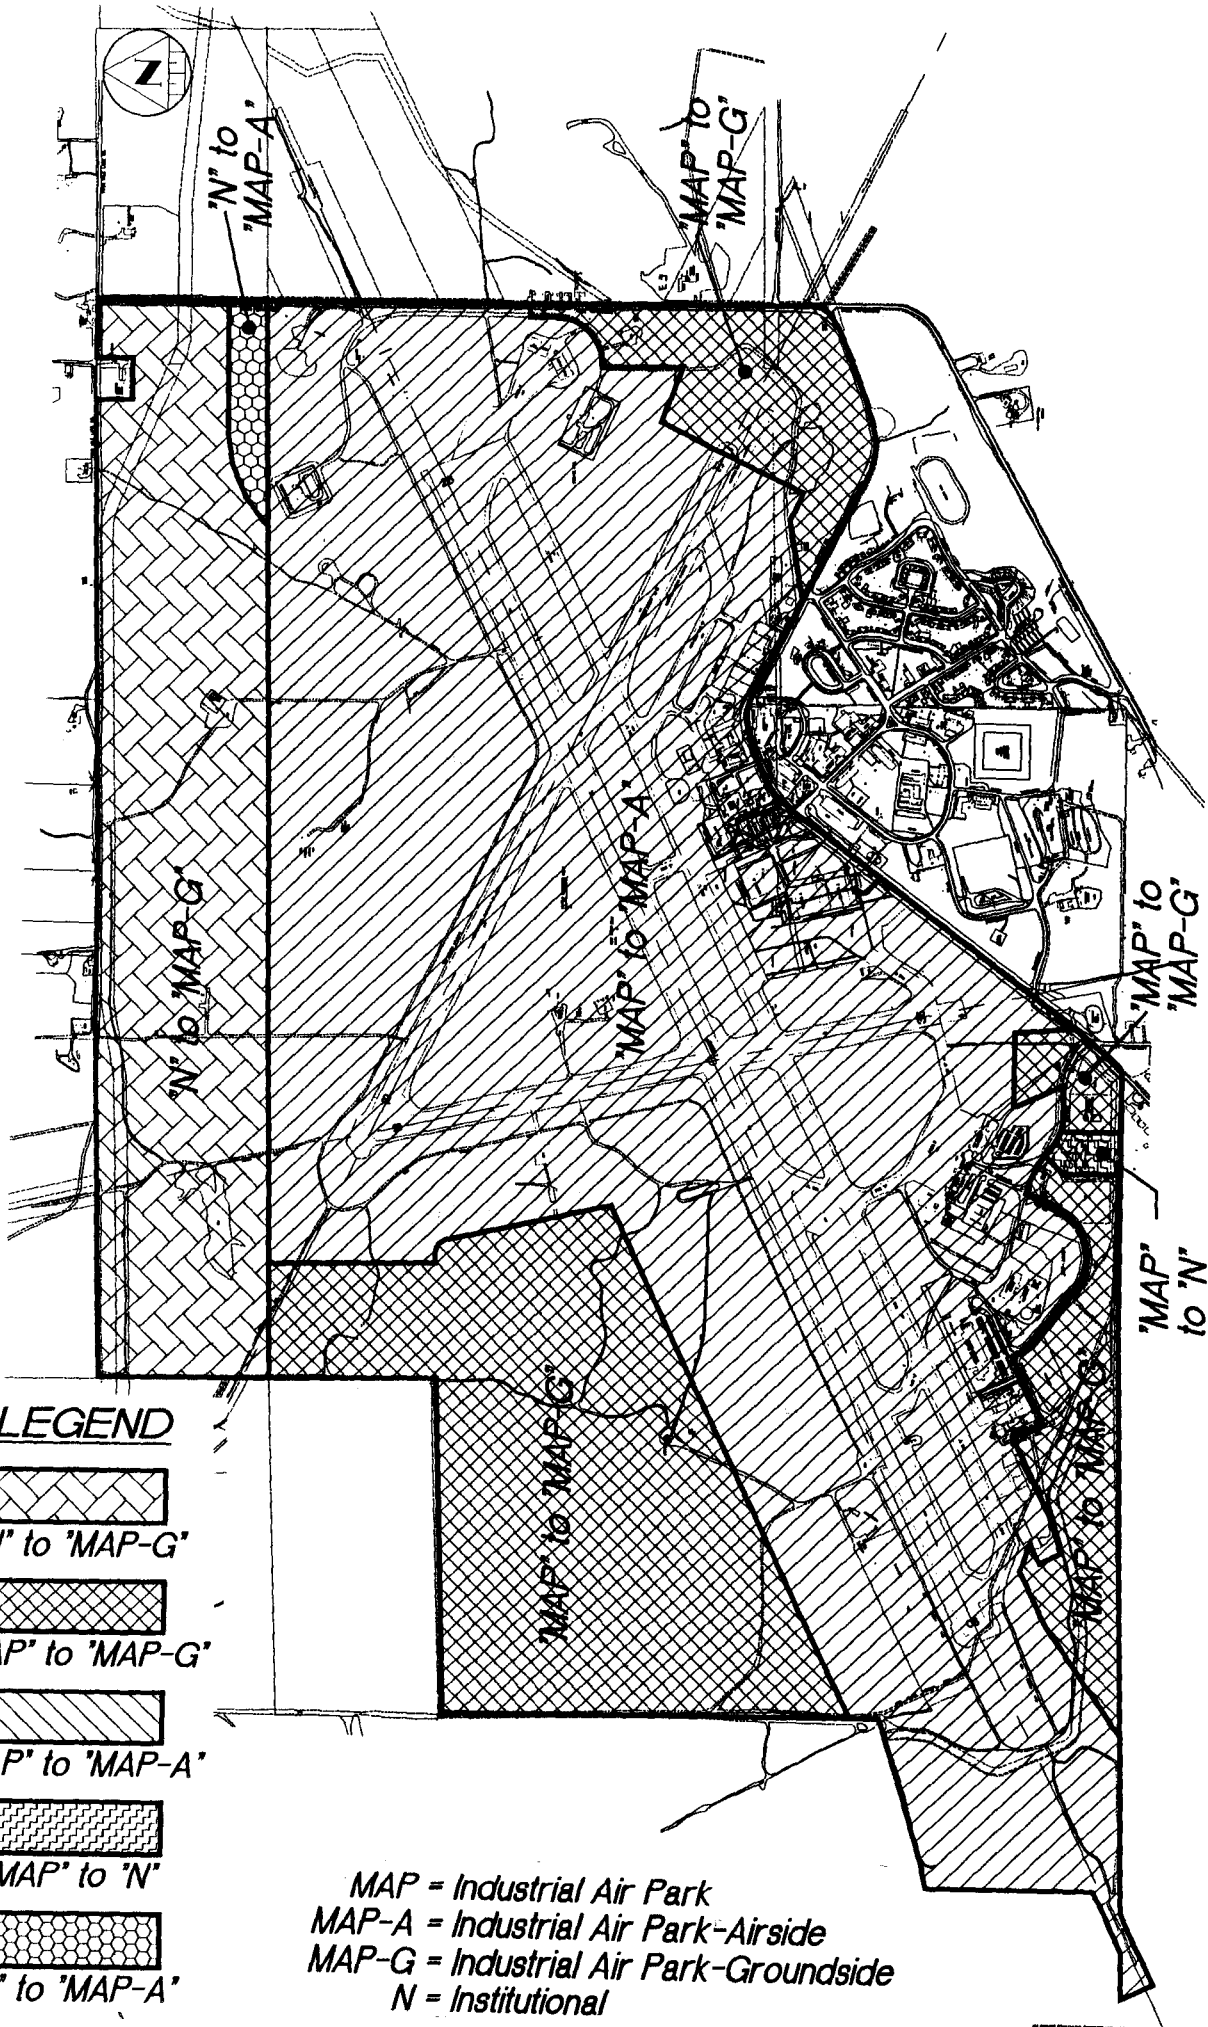 N
"N" to
"MAP-A"
"MAP" to
"MAP-G"
"N" to "MAP-G"
"MAP" to "MAP-A"
"MAP" to
"MAP-G"
"MAP"
to "N"
"MAP" to "MAP-G"
"MAP" to "MAP-G"
LEGEND
" to "MAP-G"
AP" to "MAP-G"
P" to "MAP-A"
MAP" to "N"
" to "MAP-A"
MAP = Industrial Air Park
MAP-A = Industrial Air Park-Airside
MAP-G = Industrial Air Park-Groundside
N = Institutional